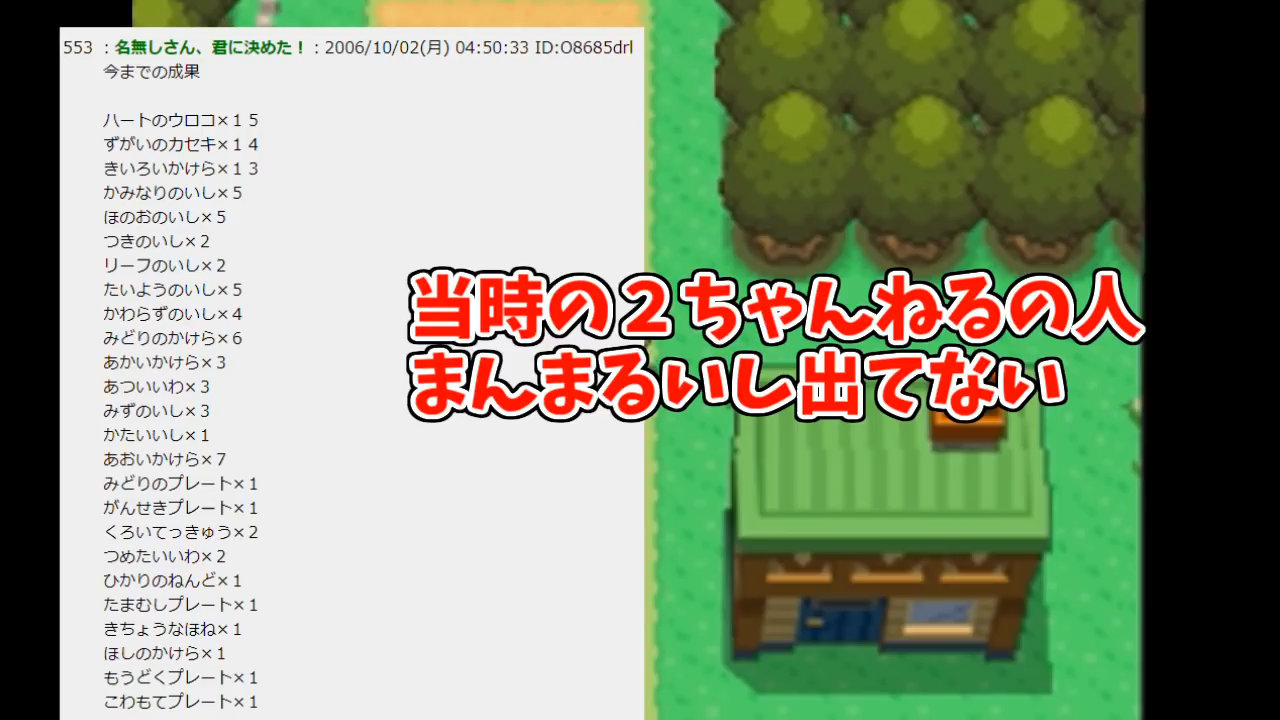 553 ：名無しさん、君に決めた！：2006/10/02(月) 04:50:33 ID:O8685drl
今までの成果
ハートのウロコ×１５
ずがいのカセキ×１４
きいろいかけら×１３
かみなりのいし×５
ほのおのいし×５
つきのいし×２
リーフのいし×２
たいようのいし×５
かわらずのいし×４
みどりのかけら×６
あかいかけら×３
あついいわ×３
みずのいし×３
かたいいし×１
あおいかけら×７
みどりのプレート×１
がんせきプレート×１
くろいてっきゅう×２
つめたいいわ×２
ひかりのねんど×１
たまむしプレート×１
きちょうなほね×１
ほしのかけら×１
もうどくプレート×１
こわもてプレート×１
当時の２ちゃんねるの人
まんまるいし出てない